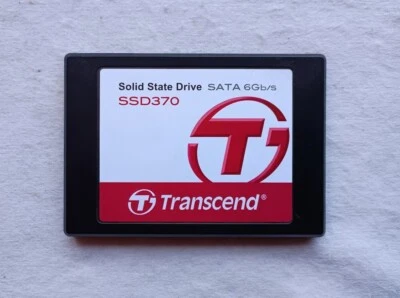 Solid State Drive SATA 6Gb/s
SSD370
Transcend®